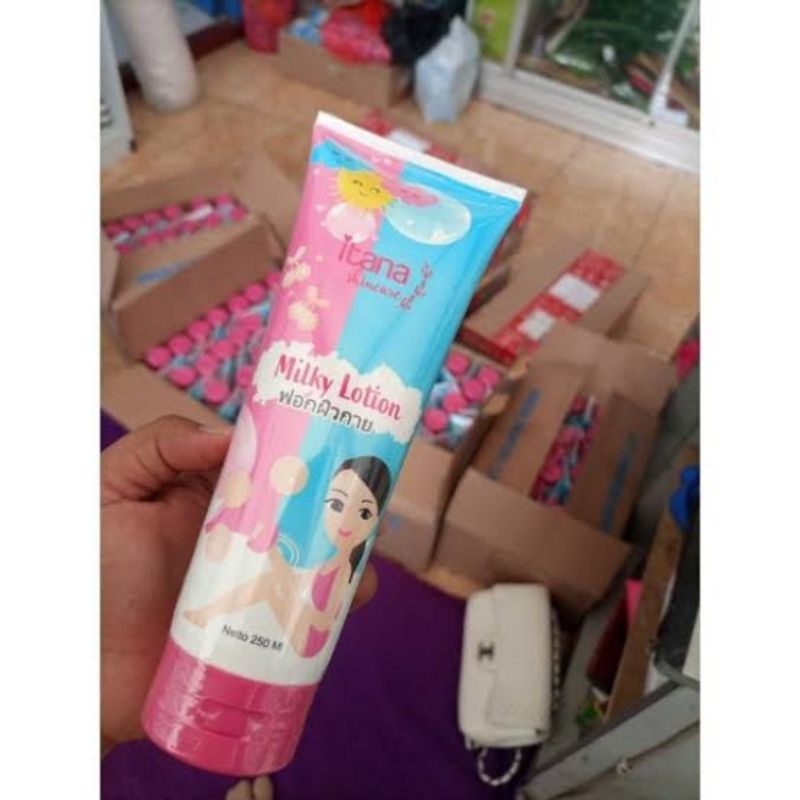 itana
skincare
Milky Lotion
ฟอกผิวกาย
Netto 250 Ml